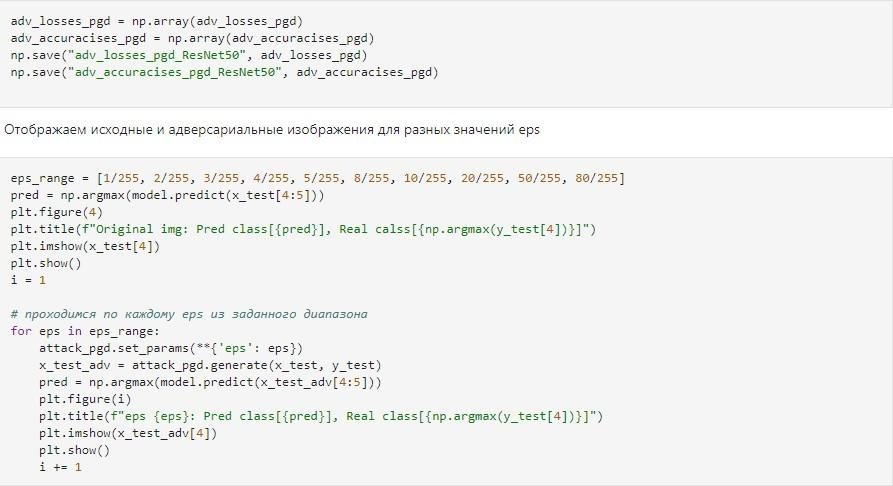 adv_losses_pgd = np.array(adv_losses_pgd)
adv_accuracises_pgd = np.array(adv_accuracises_pgd)
np.save("adv_losses_pgd_ResNet50", adv_losses_pgd)
np.save("adv_accuracises_pgd_ResNet50", adv_accuracises_pgd)
Отображаем исходные и адверсариальные изображения для разных значений eps
eps_range = [1/255, 2/255, 3/255, 4/255, 5/255, 8/255, 10/255, 20/255, 50/255, 80/255]
pred = np.argmax(model.predict(x_test[4:5]))
plt.figure(4)
plt.title(f"Original img: Pred class[{pred}], Real calss[{np.argmax(y_test[4])}]")
plt.imshow(x_test[4])
plt.show()
i = 1
# проходимся по каждому eps из заданного диапазона
for eps in eps_range:
    attack_pgd.set_params(**{'eps': eps})
    x_test_adv = attack_pgd.generate(x_test, y_test)
    pred = np.argmax(model.predict(x_test_adv[4:5]))
    plt.figure(i)
    plt.title(f"eps {eps}: Pred class[{pred}], Real class[{np.argmax(y_test[4])}]")
    plt.imshow(x_test_adv[4])
    plt.show()
    i += 1